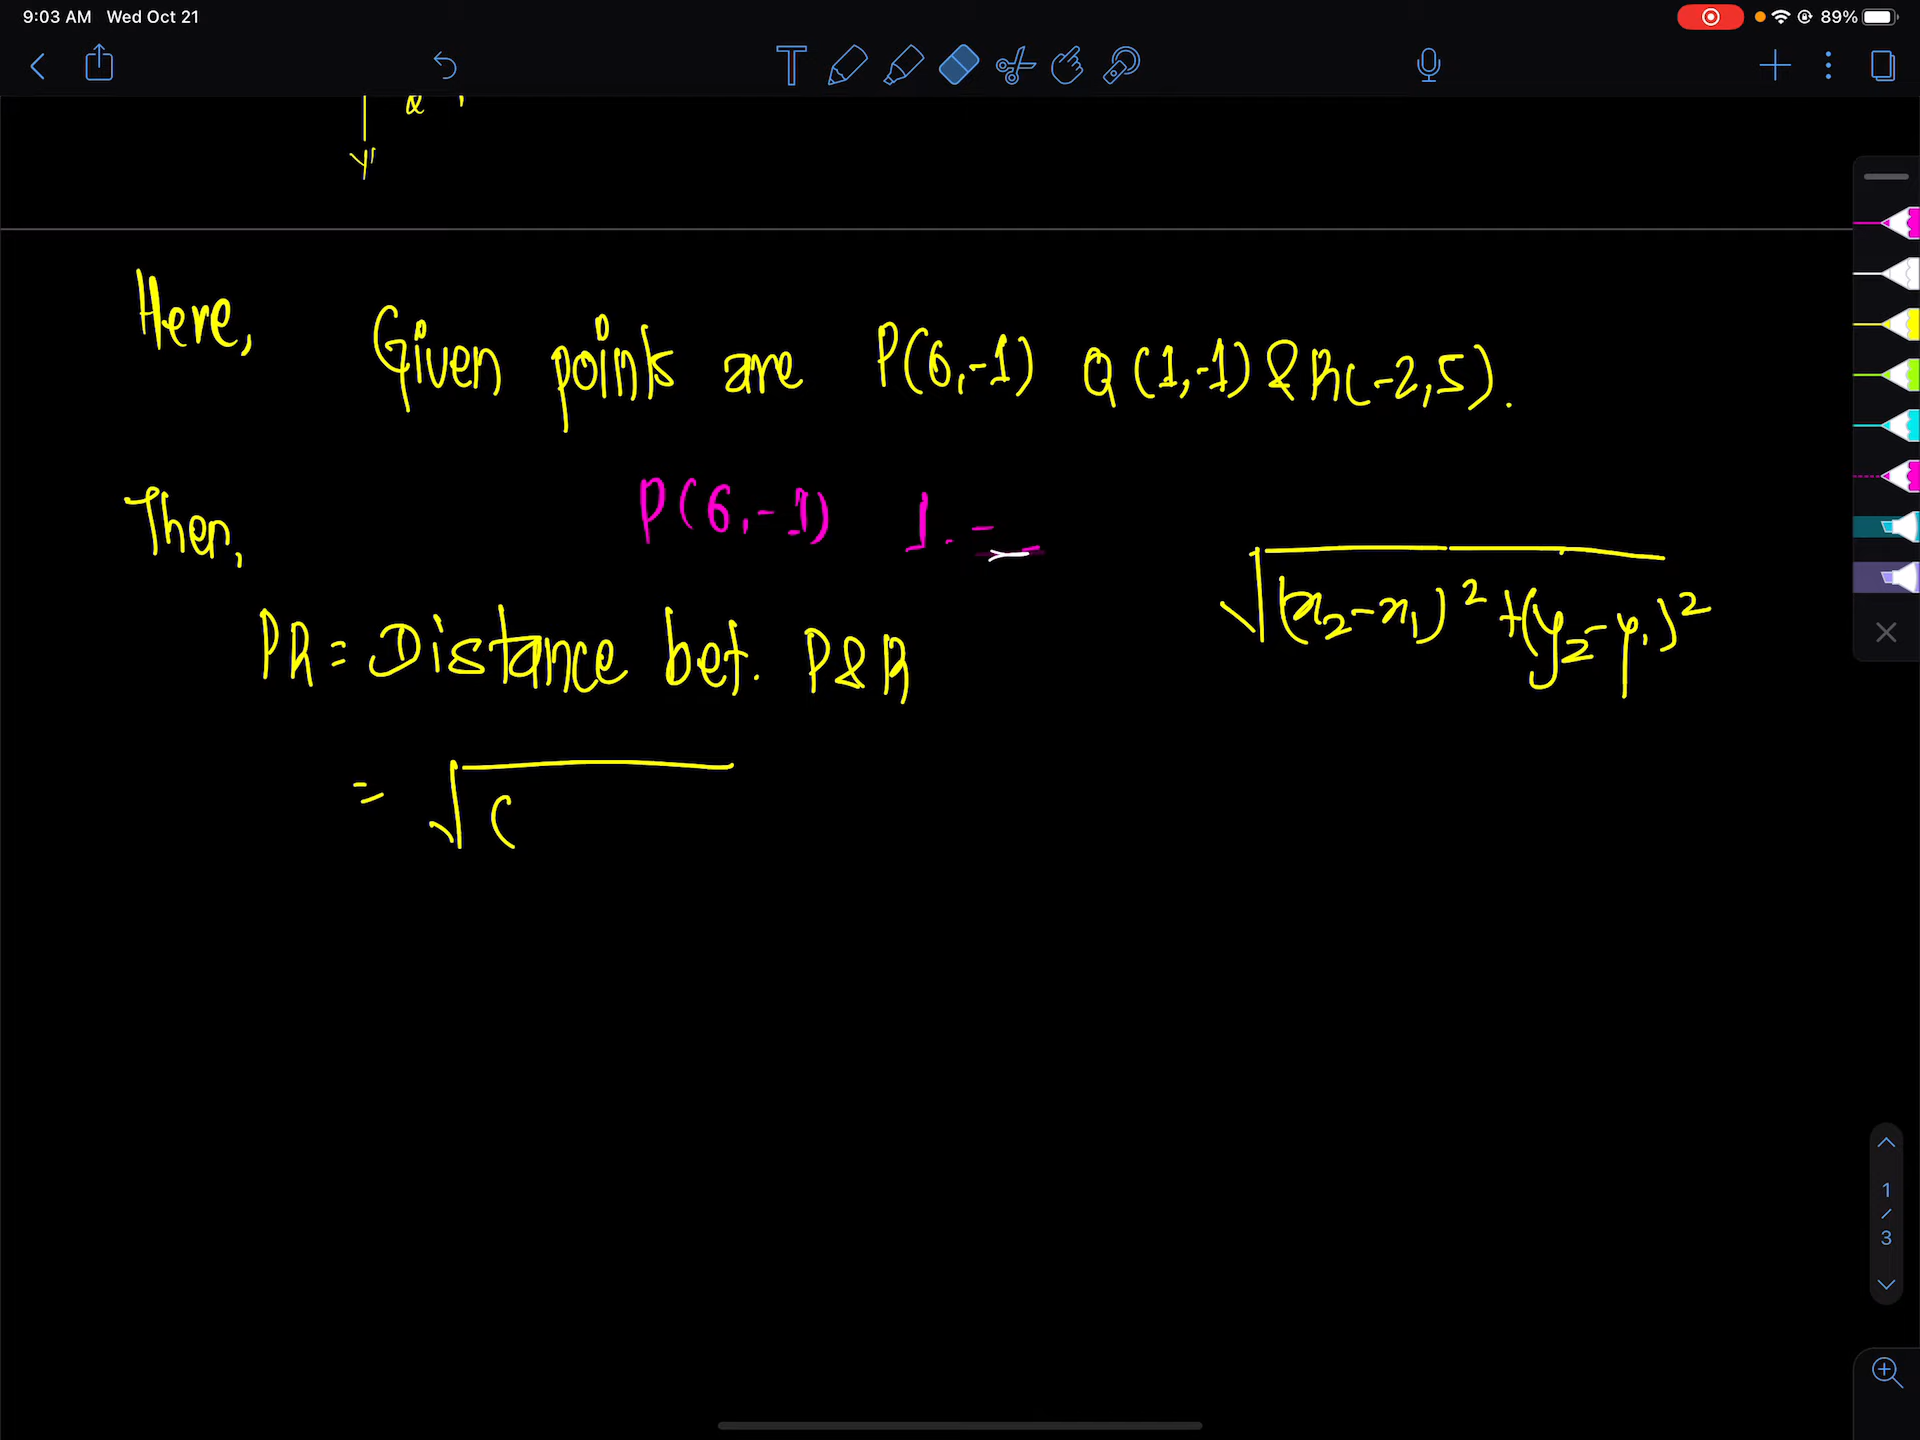 9:03 AM Wed Oct 21 89%
Y'
Here, Given points are P(6,-1) Q(1,-1) & R(-2,5).
Then, P(6,-1) 1. -
√(x₂-x₁)² +(y₂-y₁)²
PR = Distance bet. P&R
= √(
1
/
3